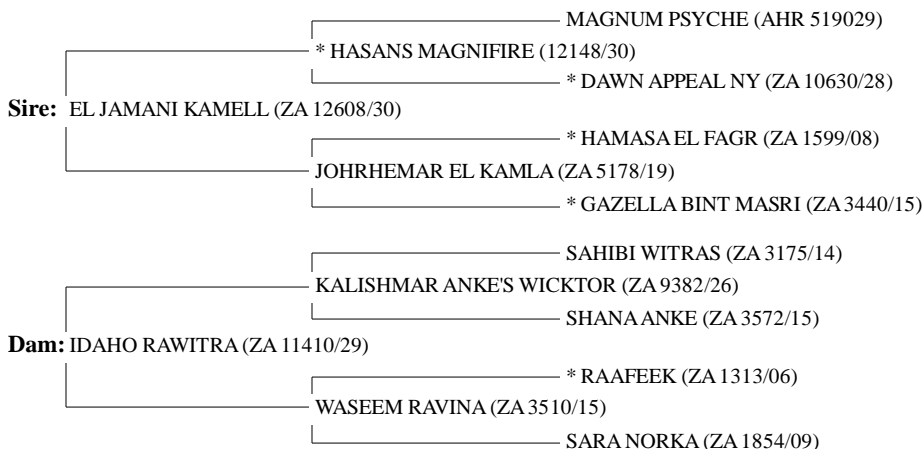 MAGNUM PSYCHE (AHR 519029)
* HASANS MAGNIFIRE (12148/30)
* DAWN APPEAL NY (ZA 10630/28)
Sire: EL JAMANI KAMELL (ZA 12608/30)
* HAMASA EL FAGR (ZA 1599/08)
JOHRHEMAR EL KAMLA (ZA 5178/19)
* GAZELLA BINT MASRI (ZA 3440/15)
SAHIBI WITRAS (ZA 3175/14)
KALISHMAR ANKE'S WICKTOR (ZA 9382/26)
SHANA ANKE (ZA 3572/15)
Dam: IDAHO RAWITRA (ZA 11410/29)
* RAAFEEK (ZA 1313/06)
WASEEM RAVINA (ZA 3510/15)
SARA NORKA (ZA 1854/09)